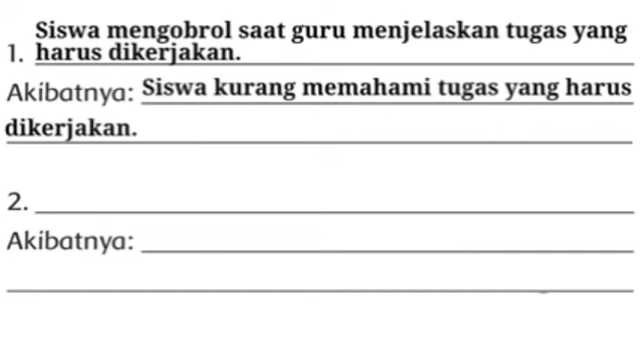 Siswa mengobrol saat guru menjelaskan tugas yang
1. harus dikerjakan.
Akibatnya: Siswa kurang memahami tugas yang harus
dikerjakan.
2.
Akibatnya: